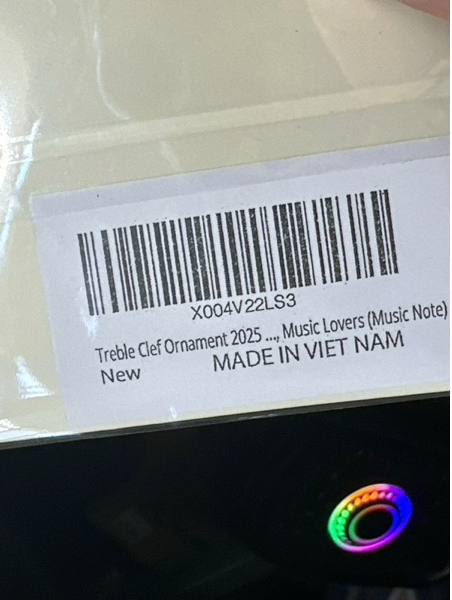 X004V22LS3
Treble Clef Ornament 2025 ..., Music Lovers (Music Note)
New
MADE IN VIET NAM